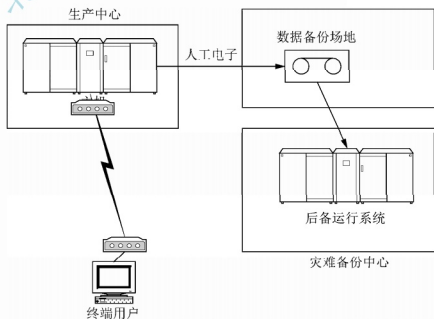 生产中心
人工电子
数据备份场地
后备运行系统
灾难备份中心
终端用户